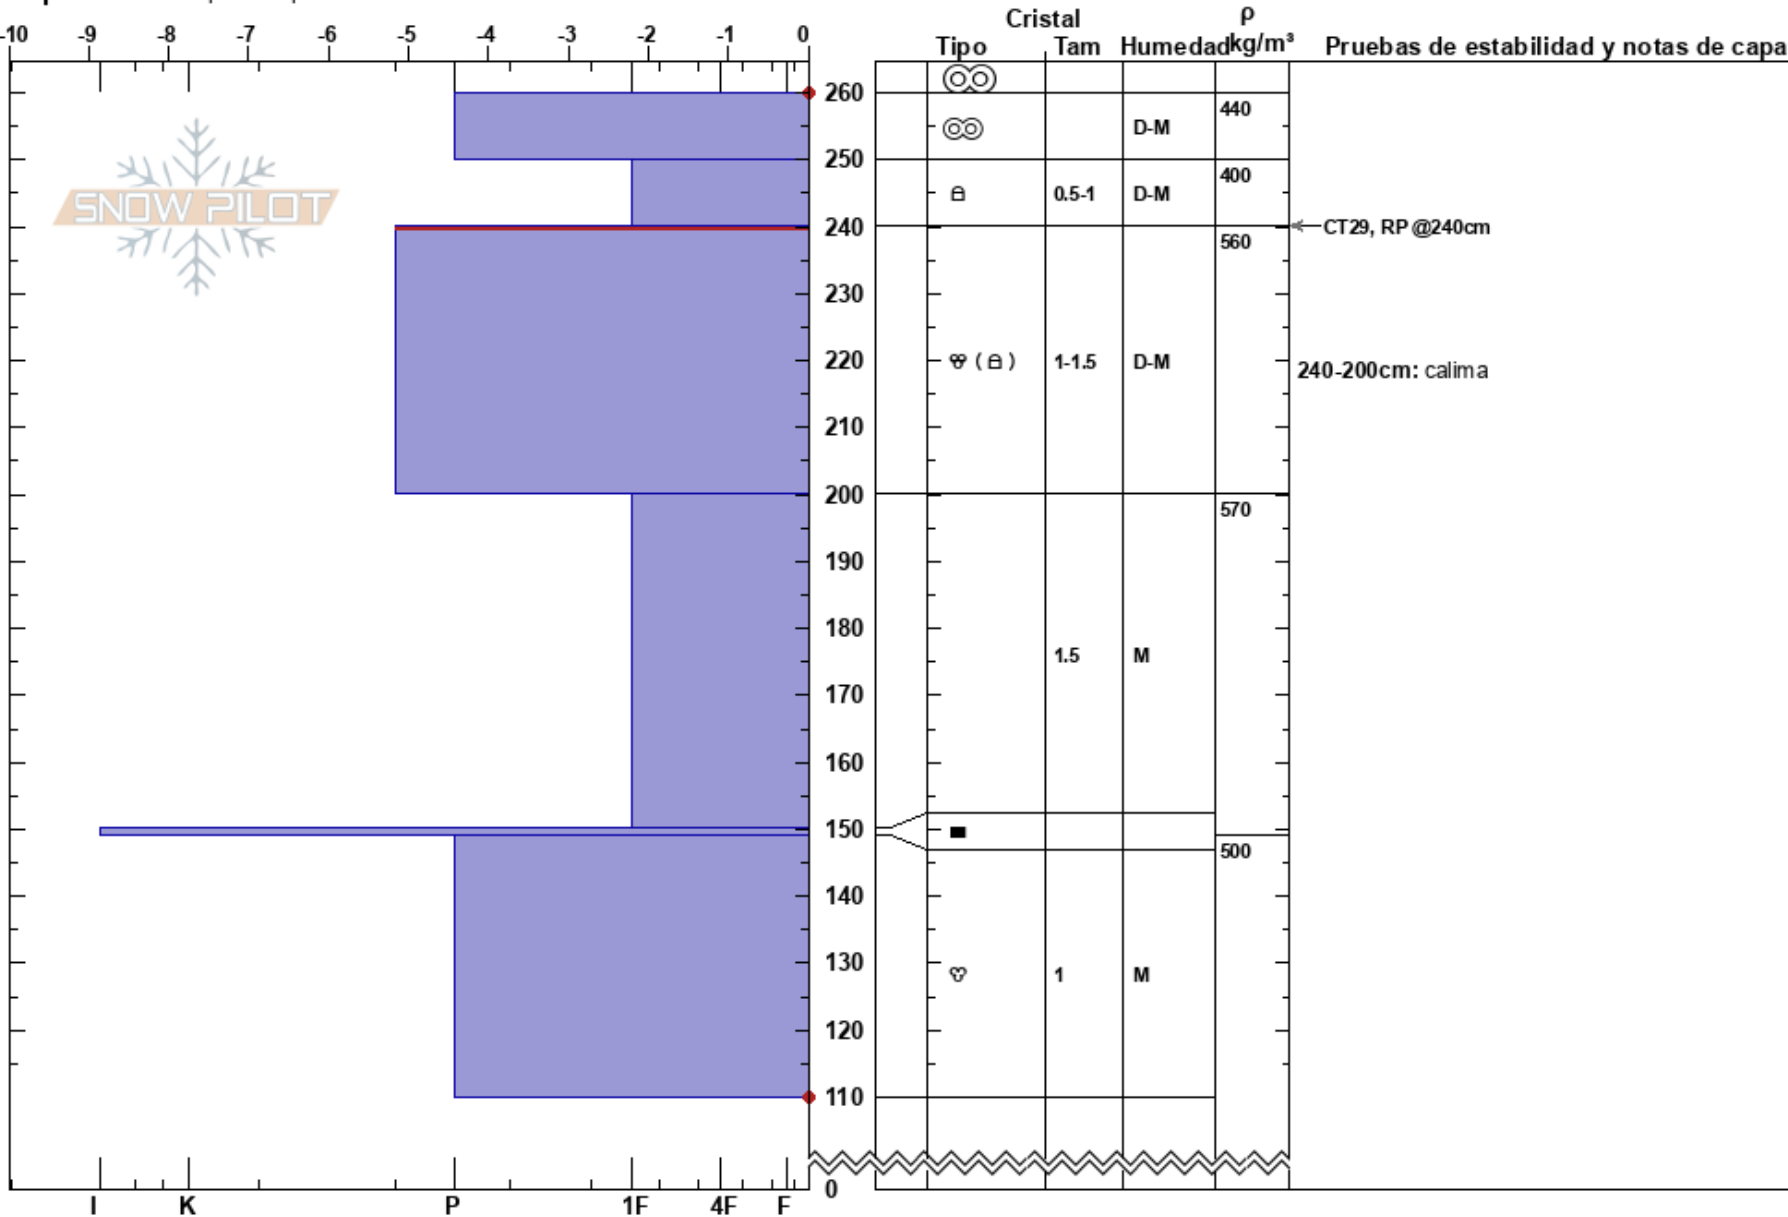 Cristal ρ
-10 -9 -8 -7 -6 -5 -4 -3 -2 -1 0 Tipo Tam Humedad kg/m³ Pruebas de estabilidad y notas de capa
260
440
D-M
250
400
SNOW PILOT
0.5-1 D-M
240 CT29, RP @240cm
560
230
220 ( ) 1-1.5 D-M
240-200cm: calima
210
200
570
190
180
1.5 M
170
160
150
500
140
130 1 M
120
110
0
I K P 1F 4F F